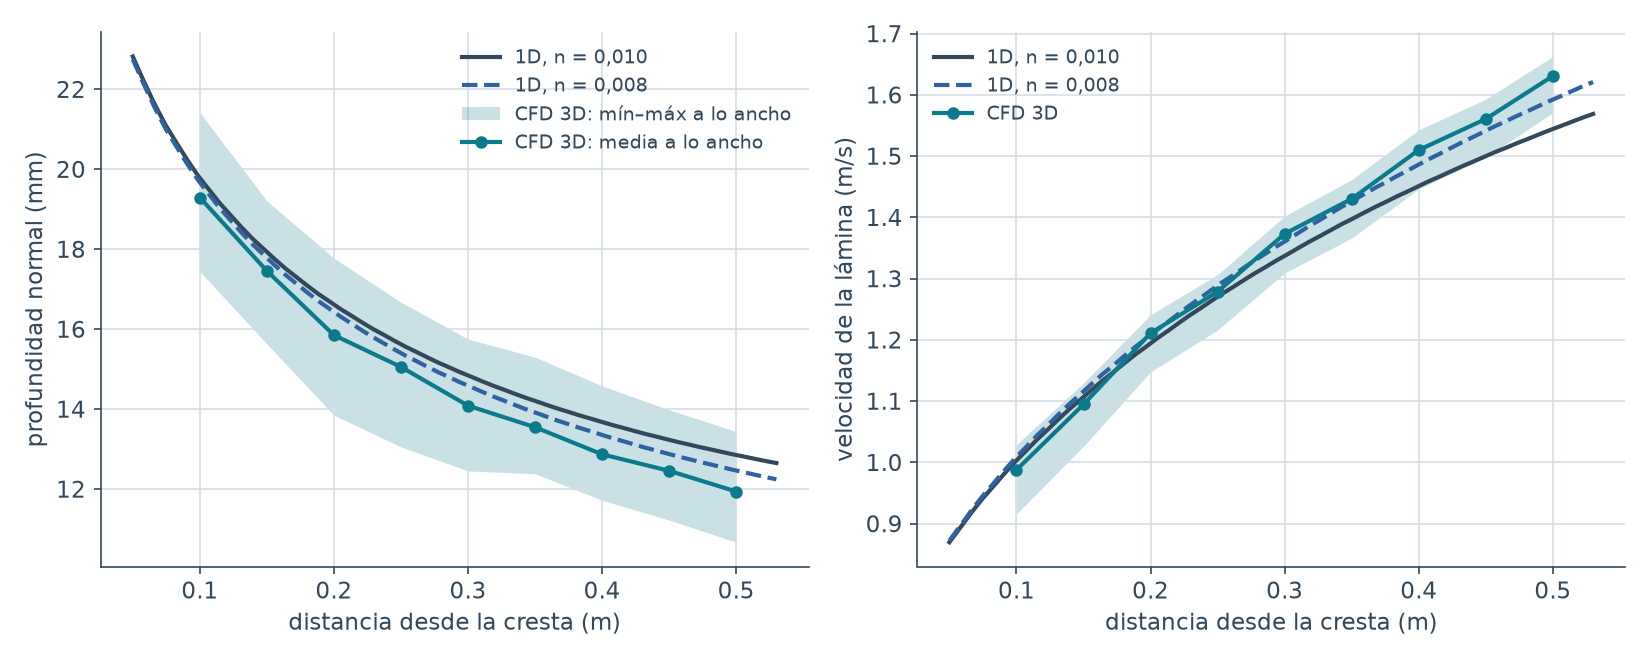 1D, n = 0,010
1D, n = 0,008
CFD 3D: mín–máx a lo ancho
CFD 3D: media a lo ancho
22
20
18
16
14
12
profundidad normal (mm)
0.1
0.2
0.3
0.4
0.5
distancia desde la cresta (m)
1D, n = 0,010
1D, n = 0,008
CFD 3D
1.7
1.6
1.5
1.4
1.3
1.2
1.1
1.0
0.9
velocidad de la lámina (m/s)
0.1
0.2
0.3
0.4
0.5
distancia desde la cresta (m)